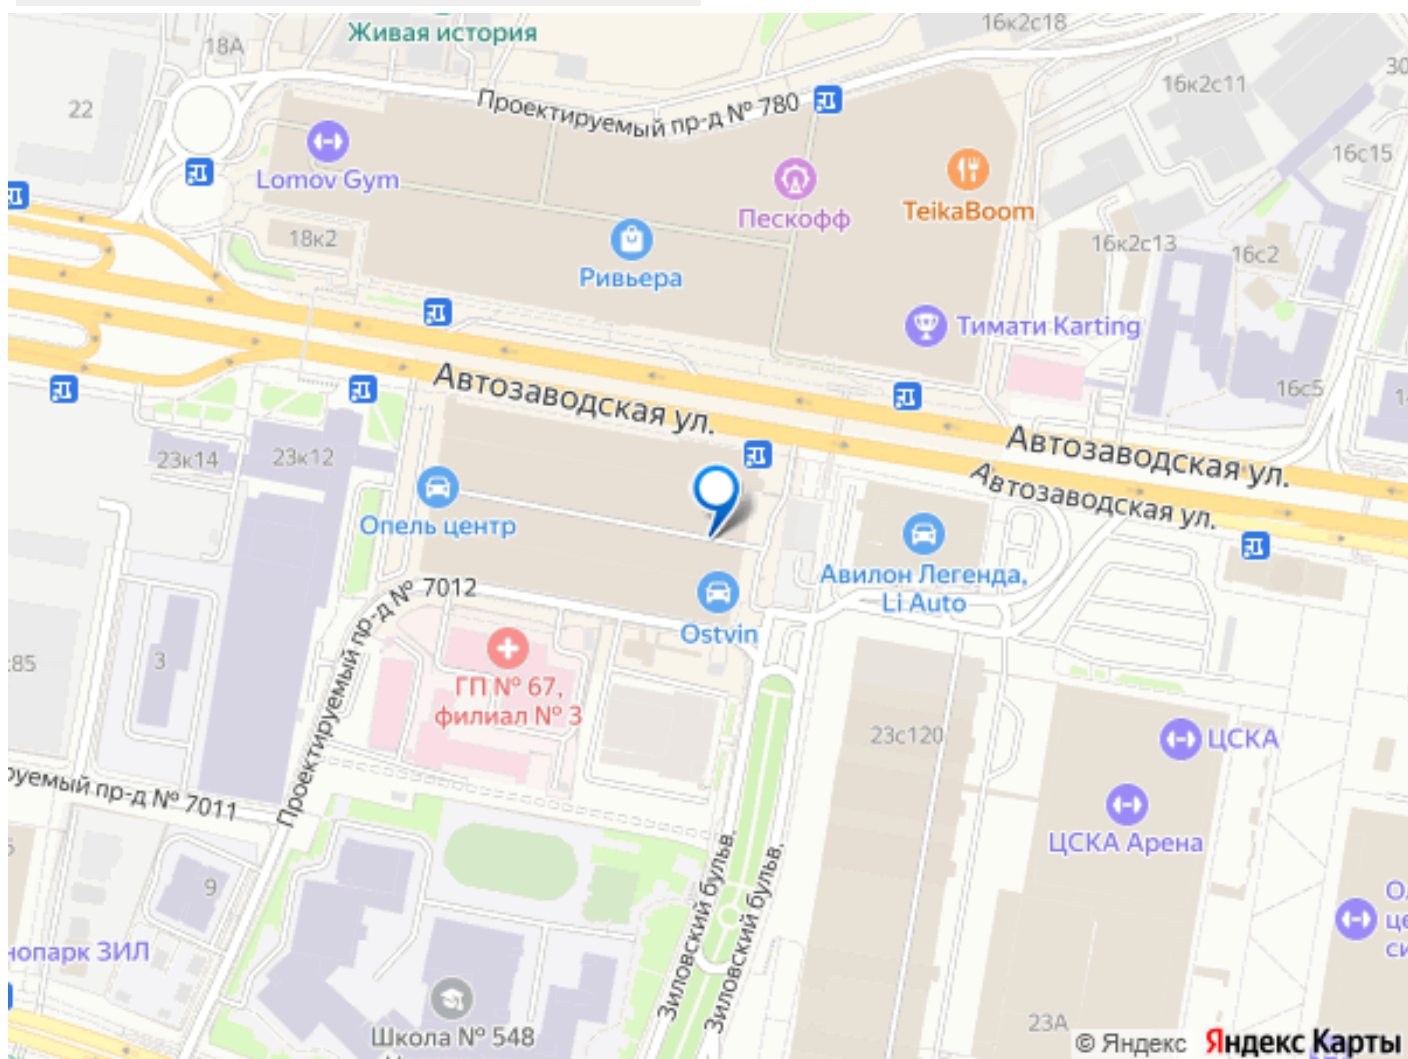 Живая история
18А
16к2с18
30
22
16к2с11
Проектируемый пр-д № 780
16с15
Lomov Gym
Пескофф
TeikaBoom
18к2
16к2с13
16с2
Ривьера
Тимати Karting
Автозаводская ул.
16с5
Автозаводская ул.
23к14
23к12
Автозаводская ул.
Опель центр
Авилон Легенда,
Li Auto
Проектируемый пр-д № 7012
Ostvin
3
с85
ГП № 67,
филиал № 3
23с120
ЦСКА
руемый пр-д № 7011
ЦСКА Арена
Зиловский бульв.
Зиловский бульв.
9
нопарк ЗИЛ
Школа № 548
23А
© Яндекс Яндекс Карты